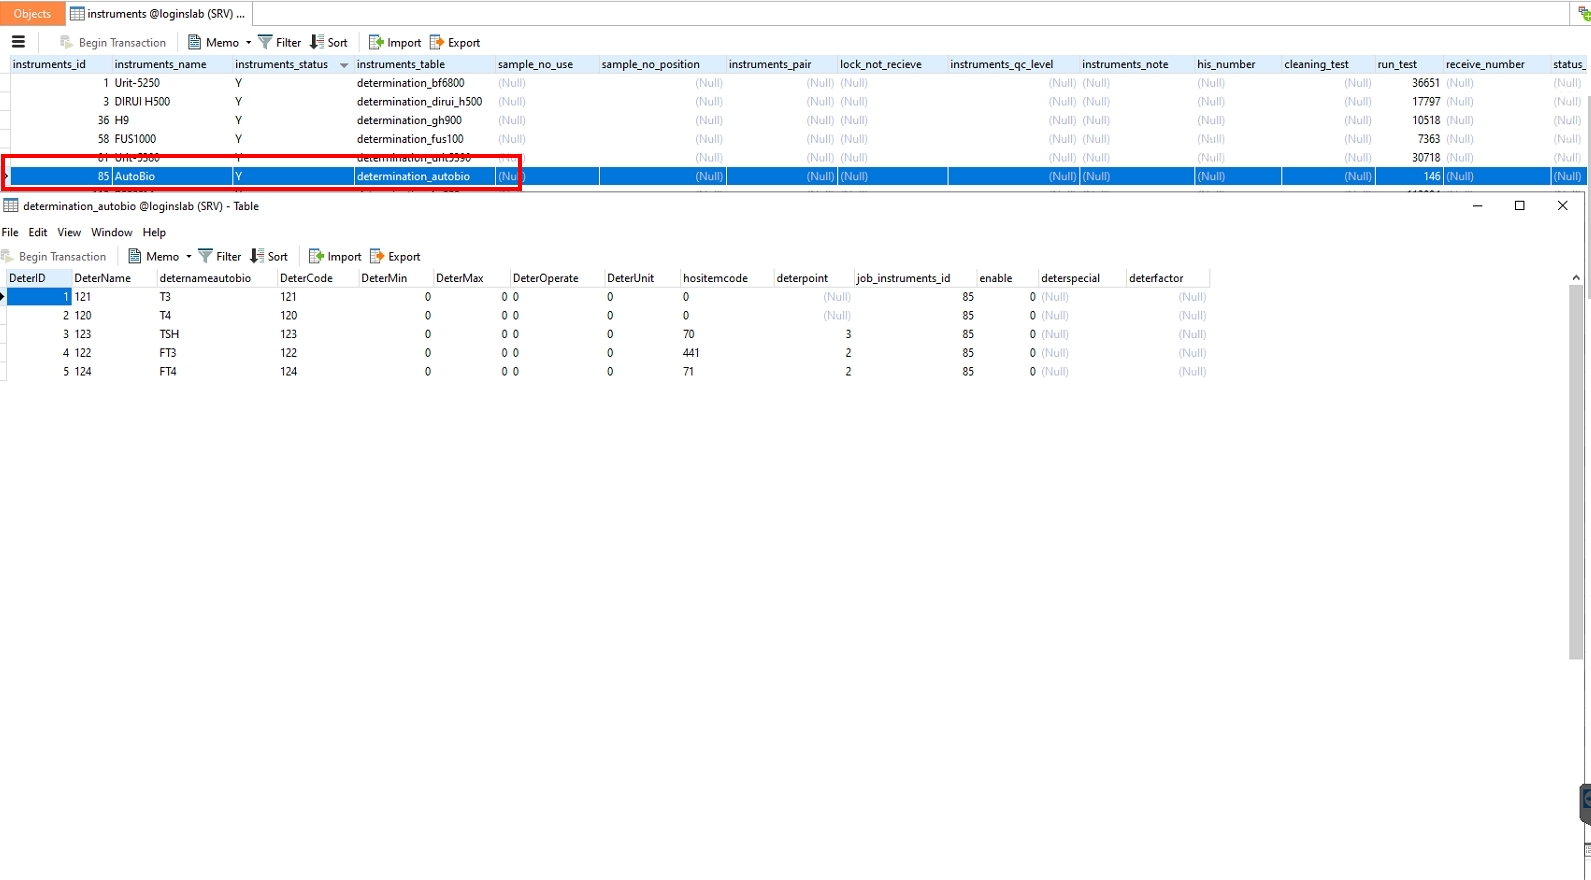 Objects instruments @loginslab (SRV) ...
Begin Transaction Memo Filter Sort Import Export
instruments_id instruments_name instruments_status instruments_table sample_no_use sample_no_position instruments_pair lock_not_recieve instruments_qc_level instruments_note his_number cleaning_test run_test receive_number status_
1 Urit-5250 Y determination_bf6800 (Null) (Null) (Null) (Null) (Null) (Null) (Null) (Null) 36651 (Null) (Null)
3 DIRUI H500 Y determination_dirui_h500 (Null) (Null) (Null) (Null) (Null) (Null) (Null) (Null) 17797 (Null) (Null)
36 H9 Y determination_gh900 (Null) (Null) (Null) (Null) (Null) (Null) (Null) (Null) 10518 (Null) (Null)
58 FUS1000 Y determination_fus100 (Null) (Null) (Null) (Null) (Null) (Null) (Null) (Null) 7363 (Null) (Null)
81 Urit-5380 Y (Null) (Null) (Null) (Null) (Null) (Null) (Null) (Null) 30718 (Null) (Null)
85 AutoBio Y determination_autobio (Null) (Null) (Null) (Null) (Null) (Null) (Null) (Null) 146 (Null) (Null)
determination_autobio @loginslab (SRV) - Table
File Edit View Window Help
Begin Transaction Memo Filter Sort Import Export
DeterID DeterName deternameautobio DeterCode DeterMin DeterMax DeterOperate DeterUnit hositemcode deterpoint job_instruments_id enable deterspecial deterfactor
1 121 T3 121 0 0 0 0 0 (Null) 85 0 (Null) (Null)
2 120 T4 120 0 0 0 0 0 (Null) 85 0 (Null) (Null)
3 123 TSH 123 0 0 0 0 70 3 85 0 (Null) (Null)
4 122 FT3 122 0 0 0 0 441 2 85 0 (Null) (Null)
5 124 FT4 124 0 0 0 0 71 2 85 0 (Null) (Null)